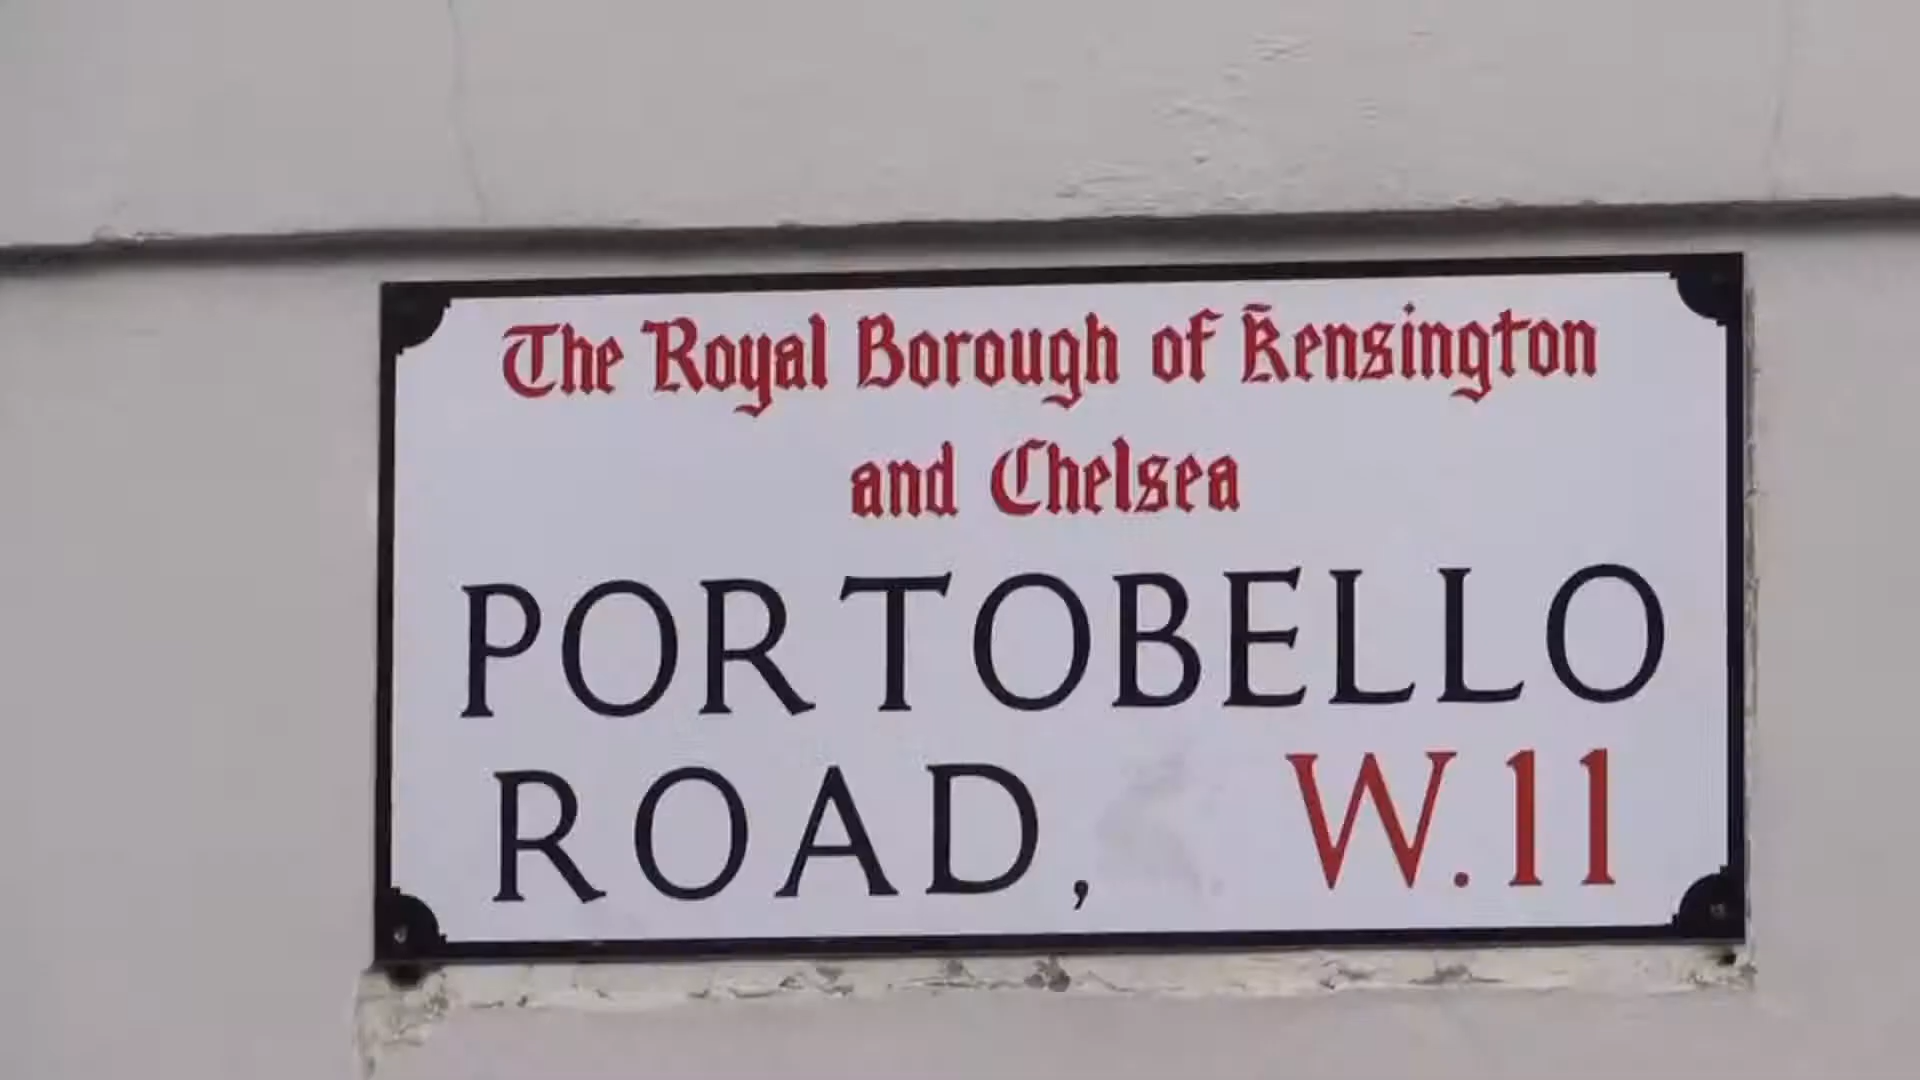 The Royal Borough of Kensington
and Chelsea
PORTOBELLO
ROAD, W.11